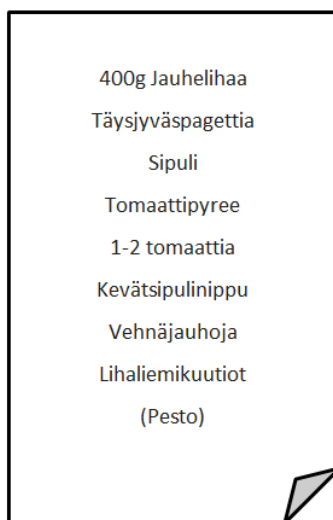 400g Jauhelihaa
Täysjyväspagettia
Sipuli
Tomaattipyree
1-2 tomaattia
Kevätsipulinippu
Vehnäjauhoja
Lihaliemikuutiot
(Pesto)